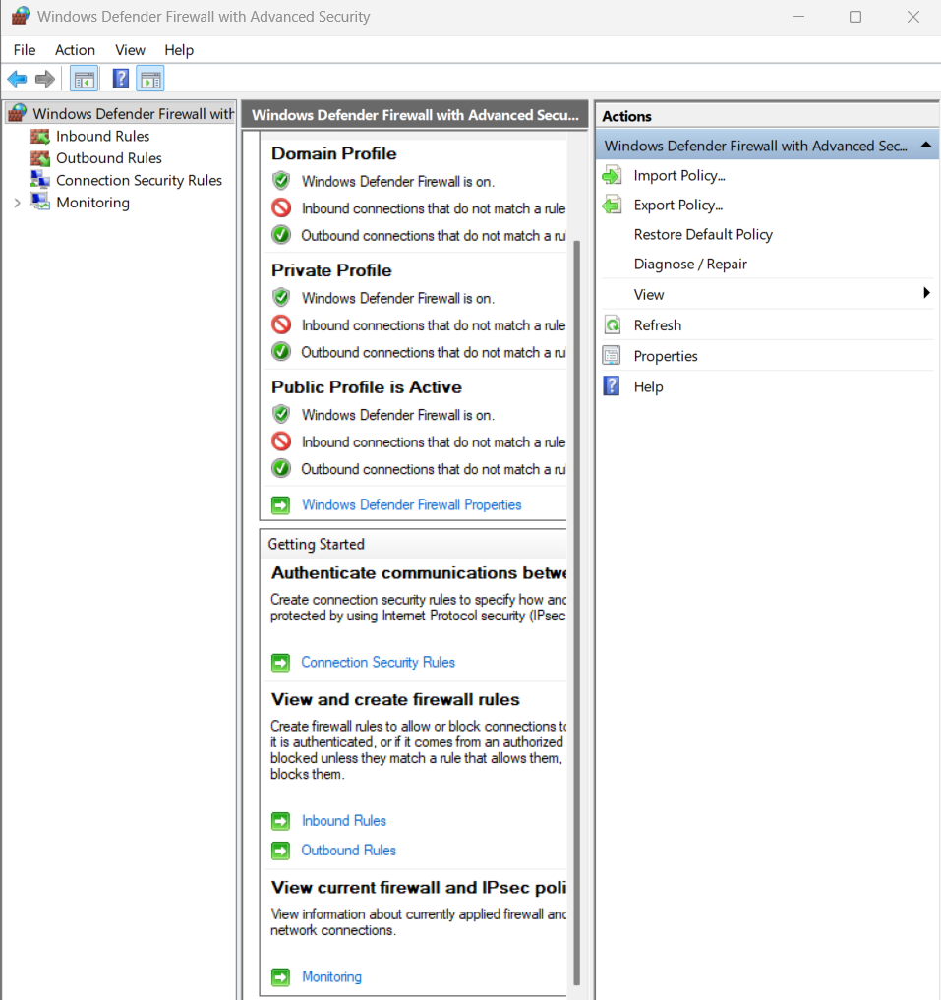 Windows Defender Firewall with Advanced Security
File Action View Help
Windows Defender Firewall with
Inbound Rules
Outbound Rules
Connection Security Rules
Monitoring
Windows Defender Firewall with Advanced Secu...
Domain Profile
Windows Defender Firewall is on.
Inbound connections that do not match a rule
Outbound connections that do not match a ru
Private Profile
Windows Defender Firewall is on.
Inbound connections that do not match a rule
Outbound connections that do not match a ru
Public Profile is Active
Windows Defender Firewall is on.
Inbound connections that do not match a rule
Outbound connections that do not match a ru
Windows Defender Firewall Properties
Getting Started
Authenticate communications betwe
Create connection security rules to specify how and
protected by using Internet Protocol security (IPsec
Connection Security Rules
View and create firewall rules
Create firewall rules to allow or block connections to
it is authenticated, or if it comes from an authorized
blocked unless they match a rule that allows them,
blocks them.
Inbound Rules
Outbound Rules
View current firewall and IPsec poli
View information about currently applied firewall and
network connections.
Monitoring
Actions
Windows Defender Firewall with Advanced Sec...
Import Policy...
Export Policy...
Restore Default Policy
Diagnose / Repair
View
Refresh
Properties
Help